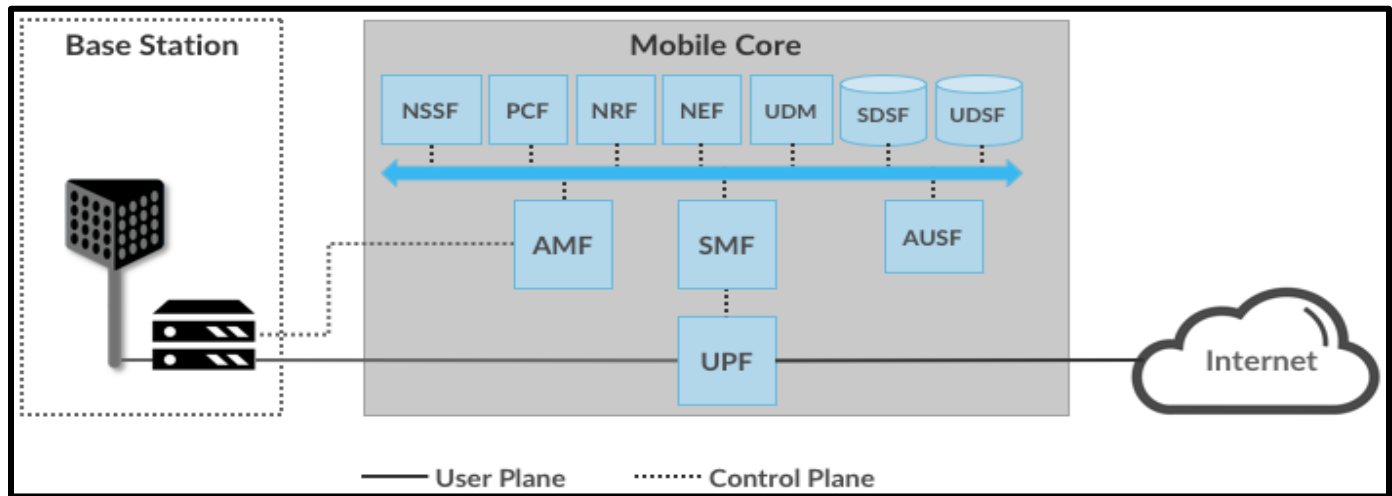 Base Station
Mobile Core
NSSF PCF NRF NEF UDM SDSF UDSF
AMF SMF AUSF
UPF
Internet
User Plane Control Plane